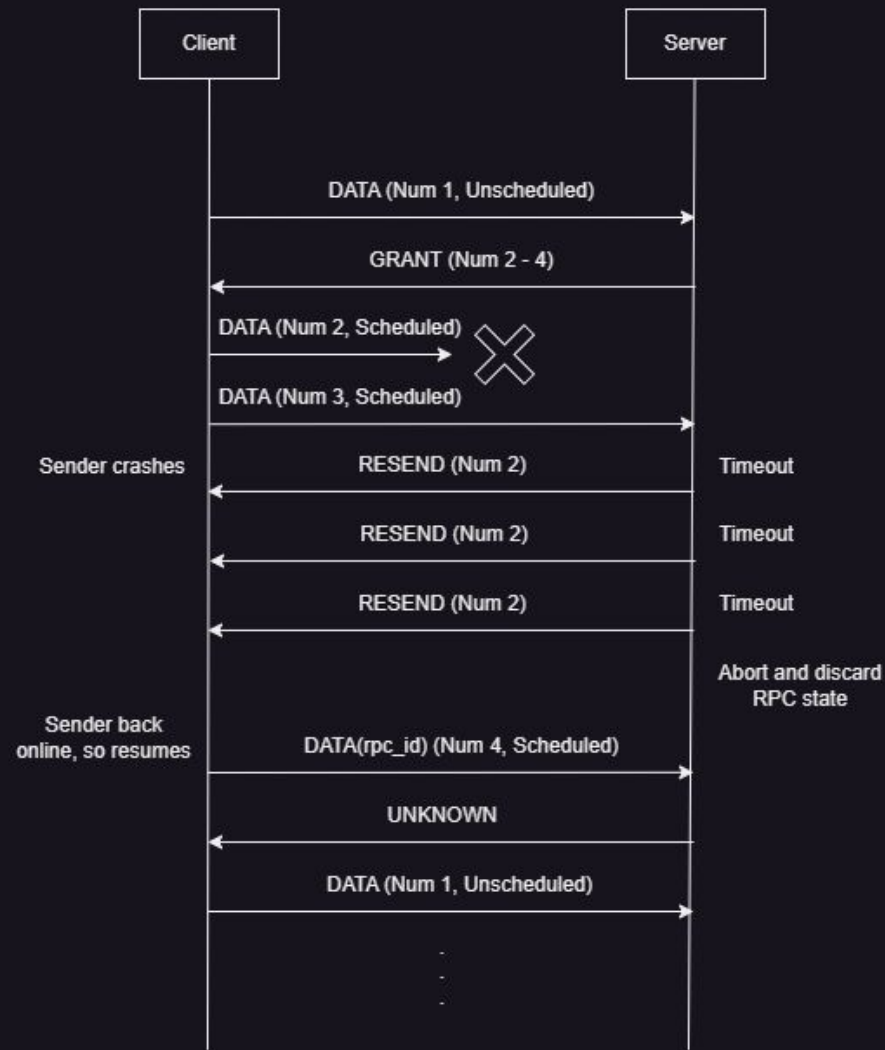 Client
Server
DATA (Num 1, Unscheduled)
GRANT (Num 2 - 4)
DATA (Num 2, Scheduled)
DATA (Num 3, Scheduled)
Sender crashes
RESEND (Num 2)
Timeout
RESEND (Num 2)
Timeout
RESEND (Num 2)
Timeout
Abort and discard
RPC state
Sender back
online, so resumes
DATA(rpc_id) (Num 4, Scheduled)
UNKNOWN
DATA (Num 1, Unscheduled)
.
.
.